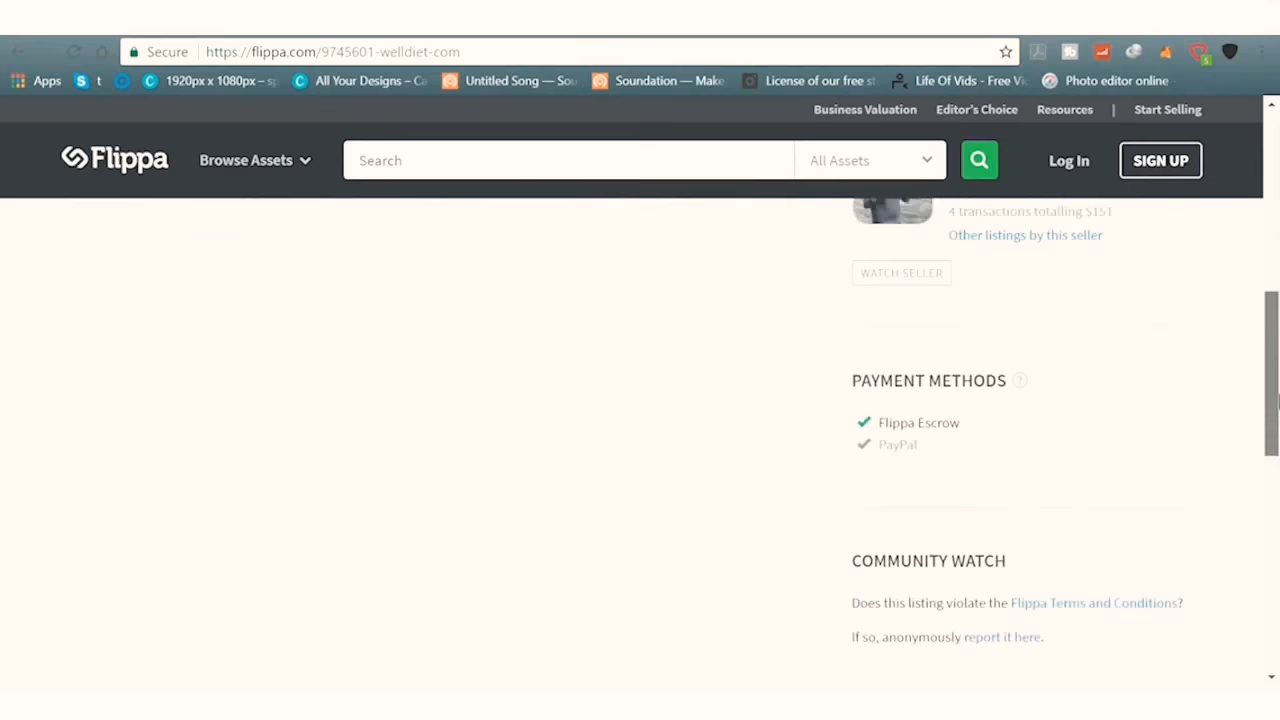 Secure https://flippa.com/9745601-welldiet-com
Apps t 1920px x 1080px – sp All Your Designs – Ca Untitled Song — Sou Soundation — Make License of our free st Life Of Vids - Free Vi Photo editor online
Business Valuation Editor's Choice Resources | Start Selling
Flippa Browse Assets Search All Assets Log In SIGN UP
4 transactions totalling $151
Other listings by this seller
WATCH SELLER
PAYMENT METHODS ?
Flippa Escrow
PayPal
COMMUNITY WATCH
Does this listing violate the Flippa Terms and Conditions?
If so, anonymously report it here.